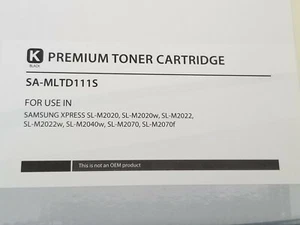 K PREMIUM TONER CARTRIDGE
BLACK
SA-MLTD111S
FOR USE IN
SAMSUNG XPRESS SL-M2020, SL-M2020w, SL-M2022,
SL-M2022w, SL-M2040w, SL-M2070, SL-M2070f
This is not an OEM product